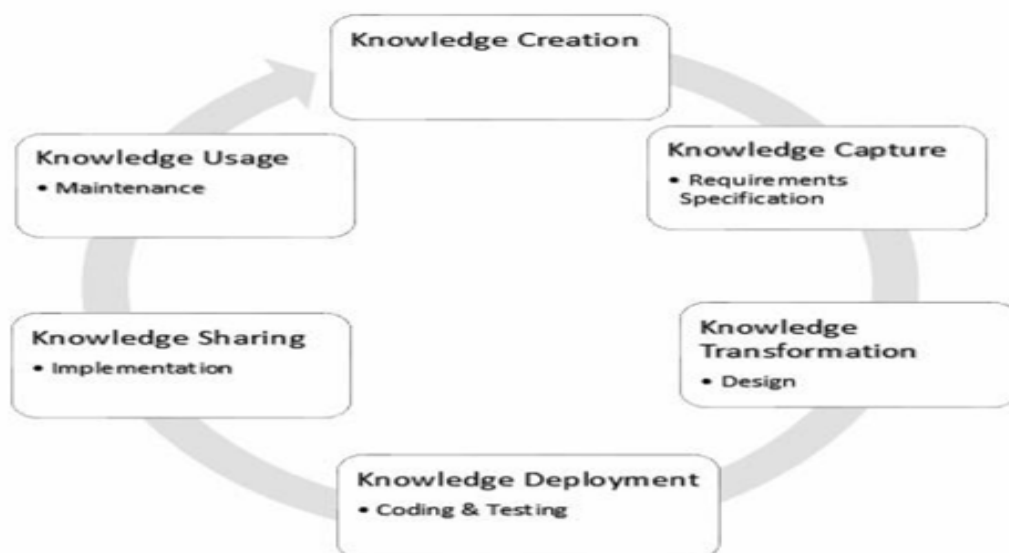 Knowledge Creation
Knowledge Capture
• Requirements
Specification
Knowledge
Transformation
• Design
Knowledge Deployment
• Coding & Testing
Knowledge Sharing
• Implementation
Knowledge Usage
• Maintenance